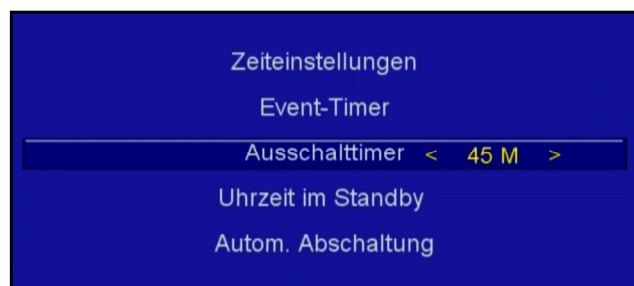 Zeiteinstellungen
Event-Timer
Ausschalttimer < 45 M >
Uhrzeit im Standby
Autom. Abschaltung